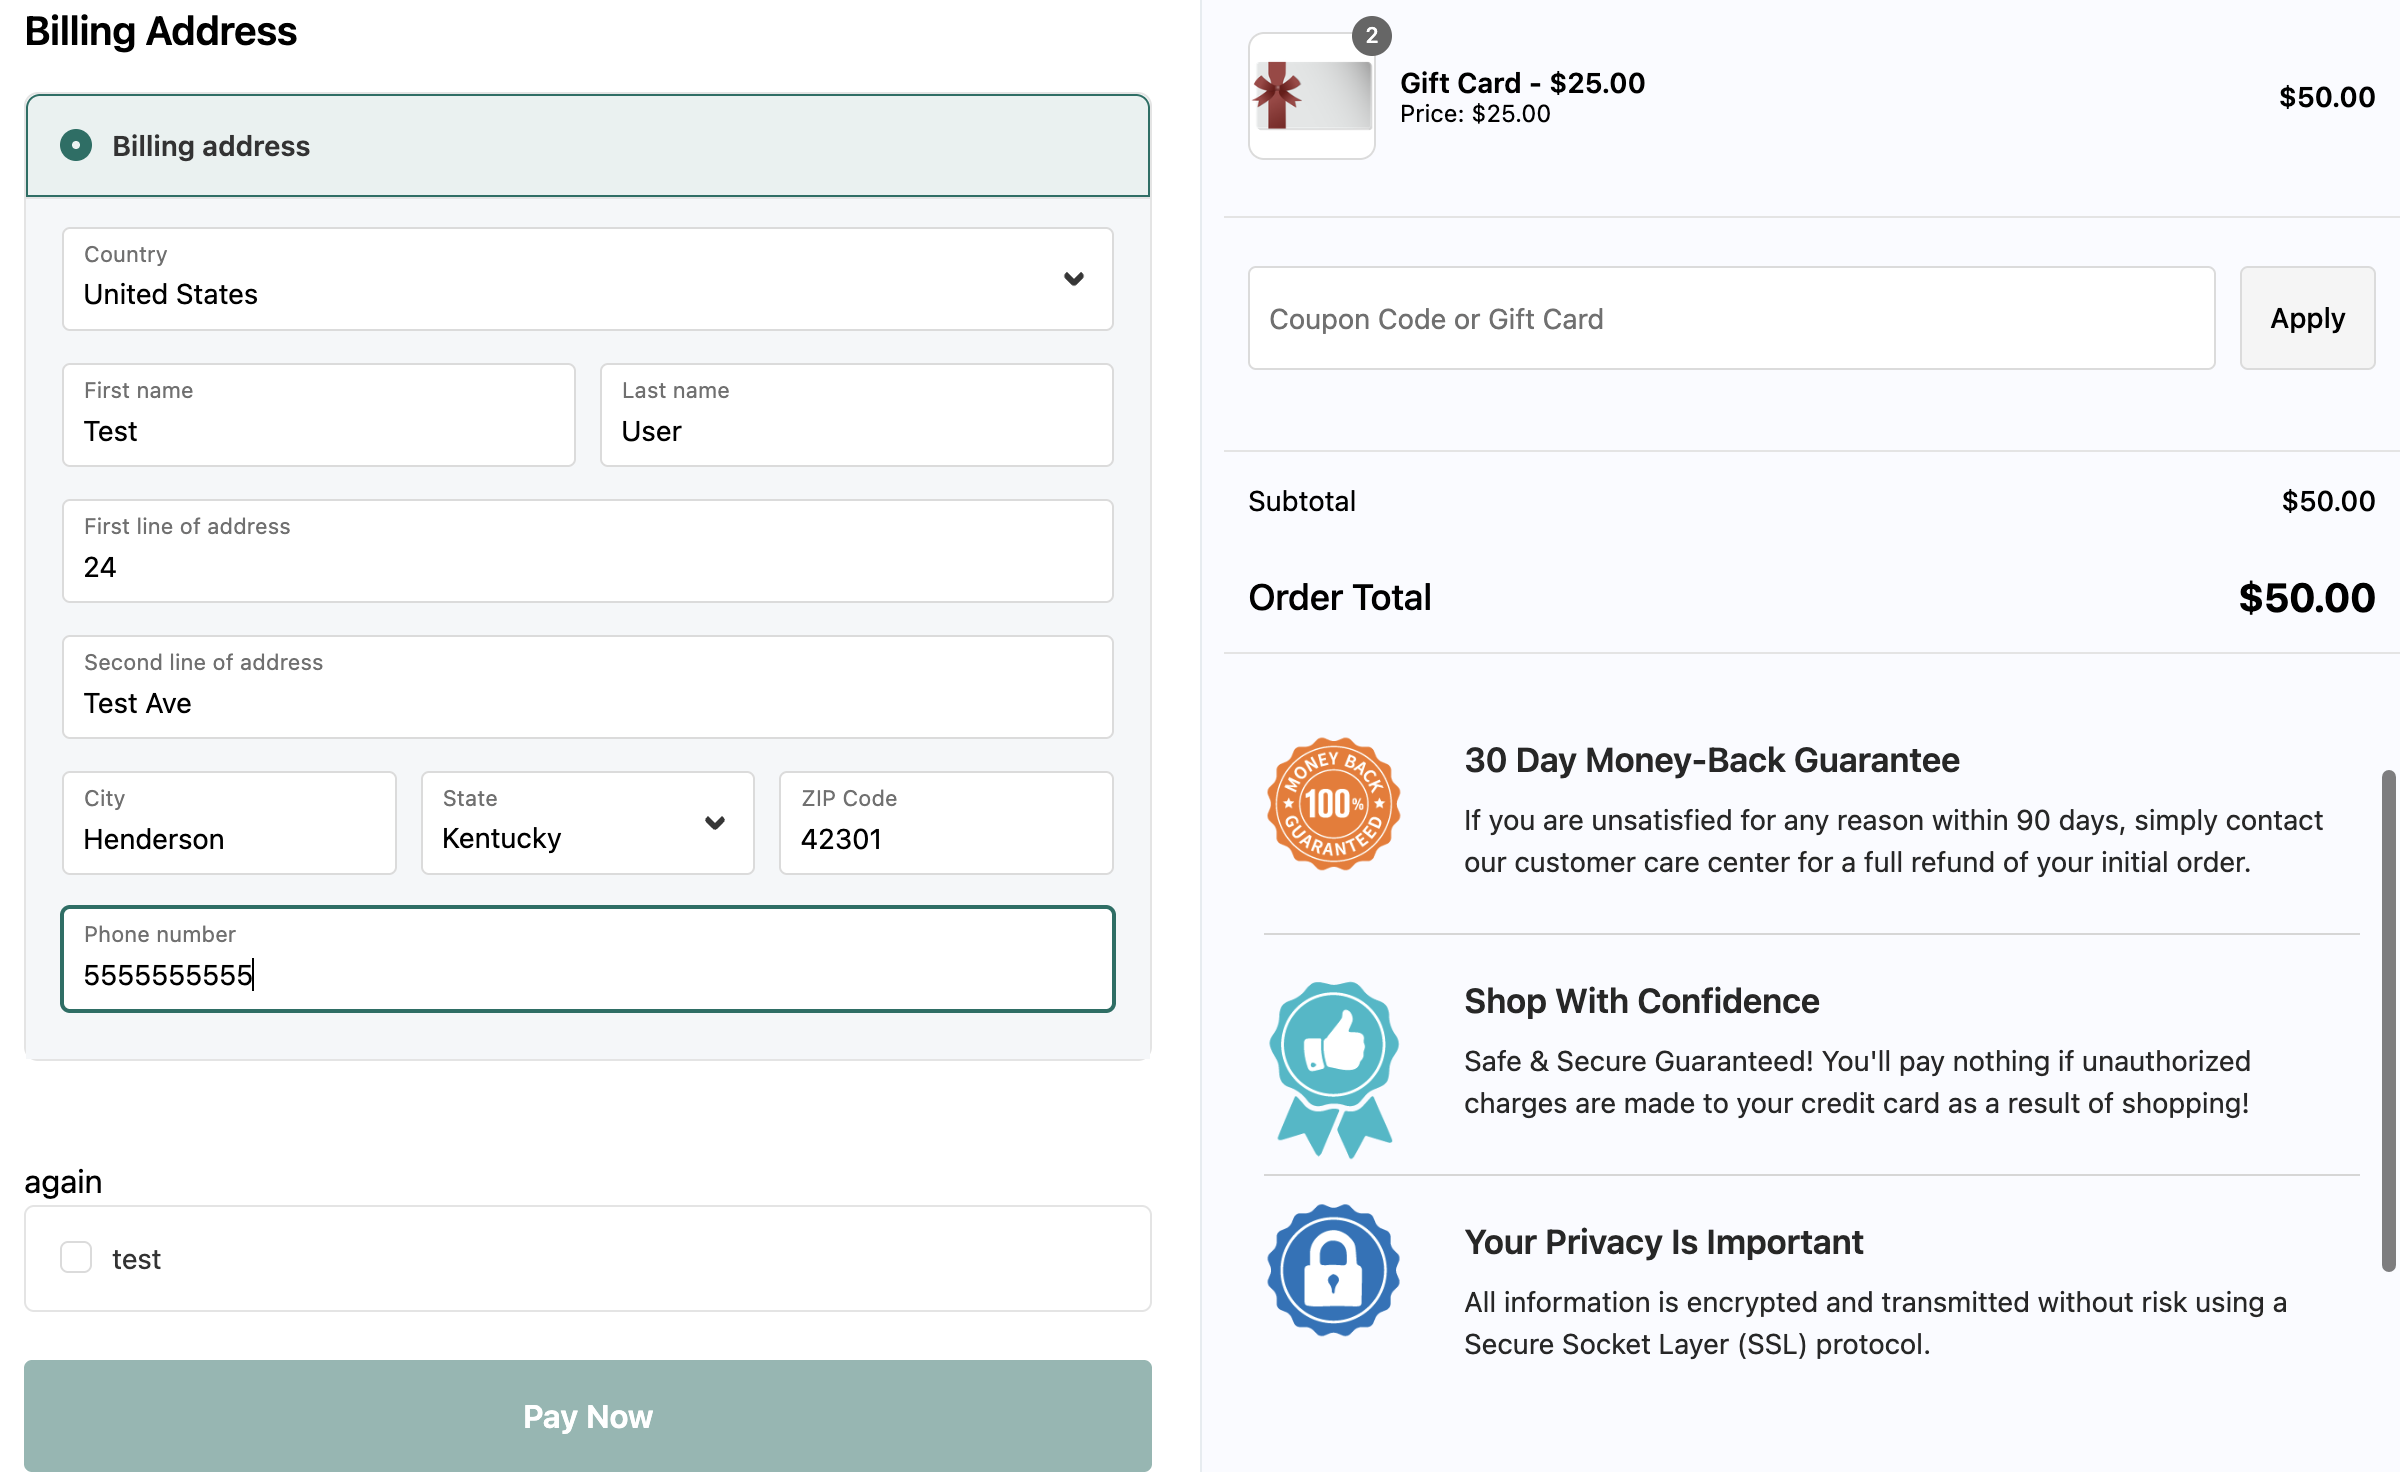 Billing Address
Billing address
Country
United States
First name
Test
Last name
User
First line of address
24
Second line of address
Test Ave
City
Henderson
State
Kentucky
ZIP Code
42301
Phone number
5555555555
again
test
Pay Now
2
Gift Card - $25.00
Price: $25.00
$50.00
Coupon Code or Gift Card
Apply
Subtotal
$50.00
Order Total
$50.00
MONEY BACK
100%
GUARANTEED
30 Day Money-Back Guarantee
If you are unsatisfied for any reason within 90 days, simply contact
our customer care center for a full refund of your initial order.
Shop With Confidence
Safe & Secure Guaranteed! You'll pay nothing if unauthorized
charges are made to your credit card as a result of shopping!
Your Privacy Is Important
All information is encrypted and transmitted without risk using a
Secure Socket Layer (SSL) protocol.